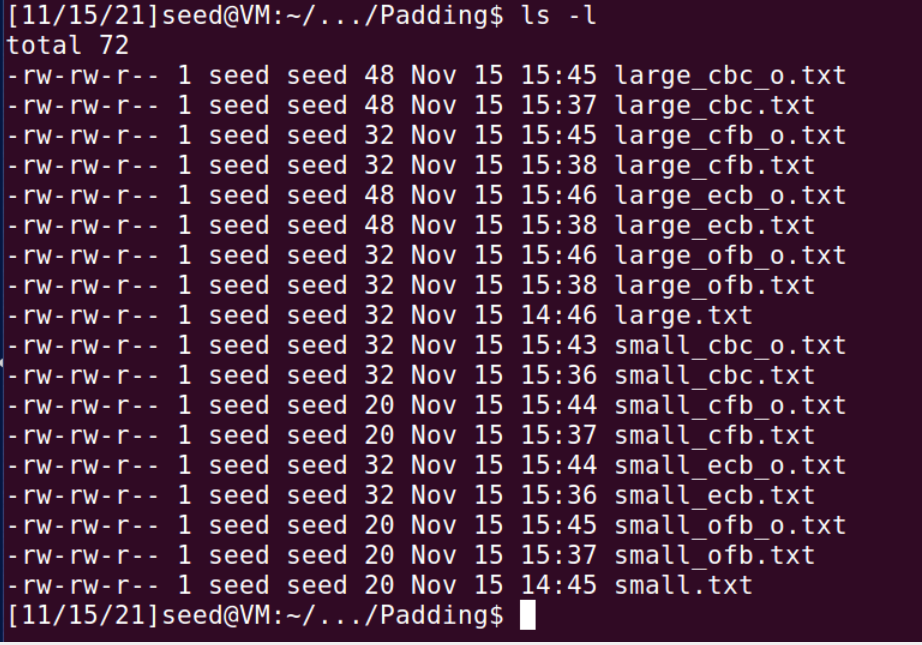 [11/15/21]seed@VM:~/.../Padding$ ls -l
total 72
-rw-rw-r-- 1 seed seed 48 Nov 15 15:45 large_cbc_o.txt
-rw-rw-r-- 1 seed seed 48 Nov 15 15:37 large_cbc.txt
-rw-rw-r-- 1 seed seed 32 Nov 15 15:45 large_cfb_o.txt
-rw-rw-r-- 1 seed seed 32 Nov 15 15:38 large_cfb.txt
-rw-rw-r-- 1 seed seed 48 Nov 15 15:46 large_ecb_o.txt
-rw-rw-r-- 1 seed seed 48 Nov 15 15:38 large_ecb.txt
-rw-rw-r-- 1 seed seed 32 Nov 15 15:46 large_ofb_o.txt
-rw-rw-r-- 1 seed seed 32 Nov 15 15:38 large_ofb.txt
-rw-rw-r-- 1 seed seed 32 Nov 15 14:46 large.txt
-rw-rw-r-- 1 seed seed 32 Nov 15 15:43 small_cbc_o.txt
-rw-rw-r-- 1 seed seed 32 Nov 15 15:36 small_cbc.txt
-rw-rw-r-- 1 seed seed 20 Nov 15 15:44 small_cfb_o.txt
-rw-rw-r-- 1 seed seed 20 Nov 15 15:37 small_cfb.txt
-rw-rw-r-- 1 seed seed 32 Nov 15 15:44 small_ecb_o.txt
-rw-rw-r-- 1 seed seed 32 Nov 15 15:36 small_ecb.txt
-rw-rw-r-- 1 seed seed 20 Nov 15 15:45 small_ofb_o.txt
-rw-rw-r-- 1 seed seed 20 Nov 15 15:37 small_ofb.txt
-rw-rw-r-- 1 seed seed 20 Nov 15 14:45 small.txt
[11/15/21]seed@VM:~/.../Padding$